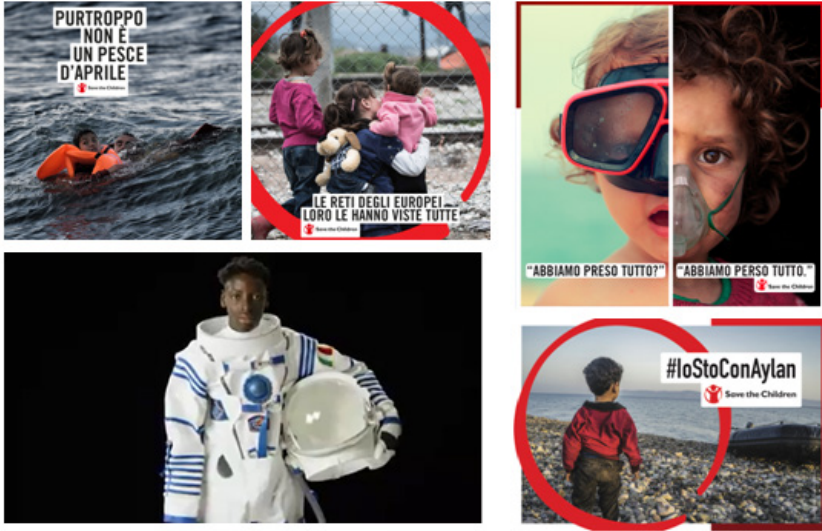 PURTROPPO
NON È
UN PESCE
D'APRILE
Save the Children
LE RETI DEGLI EUROPEI
LORO LE HANNO VISTE TUTTE
Save the Children
"ABBIAMO PRESO TUTTO?"
"ABBIAMO PERSO TUTTO."
Save the Children
#IoStoConAylan
Save the Children